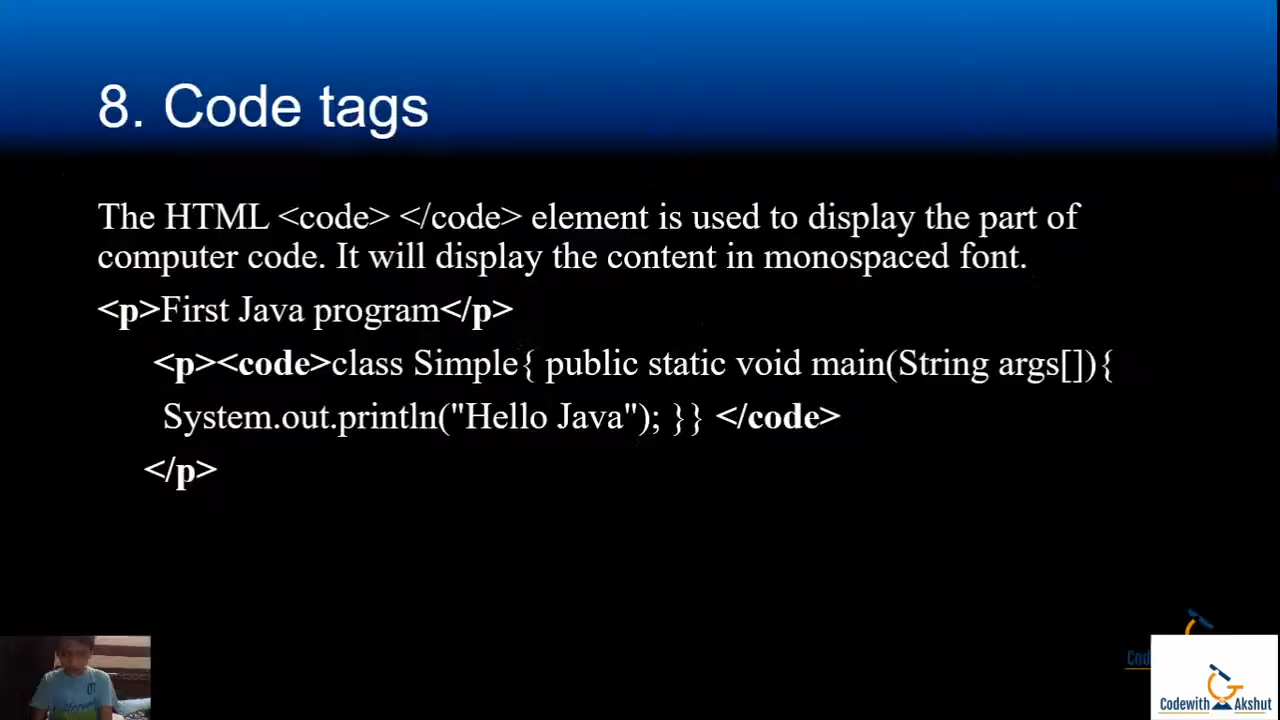 8. Code tags
The HTML <code> </code> element is used to display the part of
computer code. It will display the content in monospaced font.
<p>First Java program</p>
<p><code>class Simple{ public static void main(String args[]){
System.out.println("Hello Java"); }} </code>
</p>
Cod
Codewith Akshut